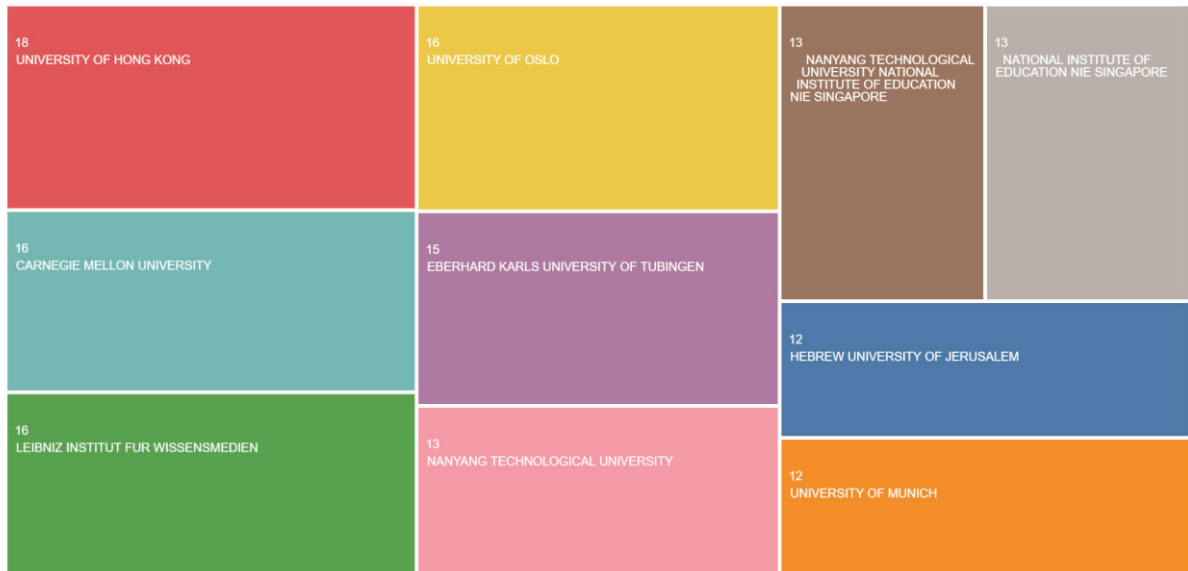 18
UNIVERSITY OF HONG KONG
16
CARNEGIE MELLON UNIVERSITY
16
LEIBNIZ INSTITUT FUR WISSENSMEDIEN
16
UNIVERSITY OF OSLO
15
EBERHARD KARLS UNIVERSITY OF TUBINGEN
13
NANYANG TECHNOLOGICAL UNIVERSITY
13
NANYANG TECHNOLOGICAL
UNIVERSITY NATIONAL
INSTITUTE OF EDUCATION
NIE SINGAPORE
13
NATIONAL INSTITUTE OF
EDUCATION NIE SINGAPORE
12
HEBREW UNIVERSITY OF JERUSALEM
12
UNIVERSITY OF MUNICH